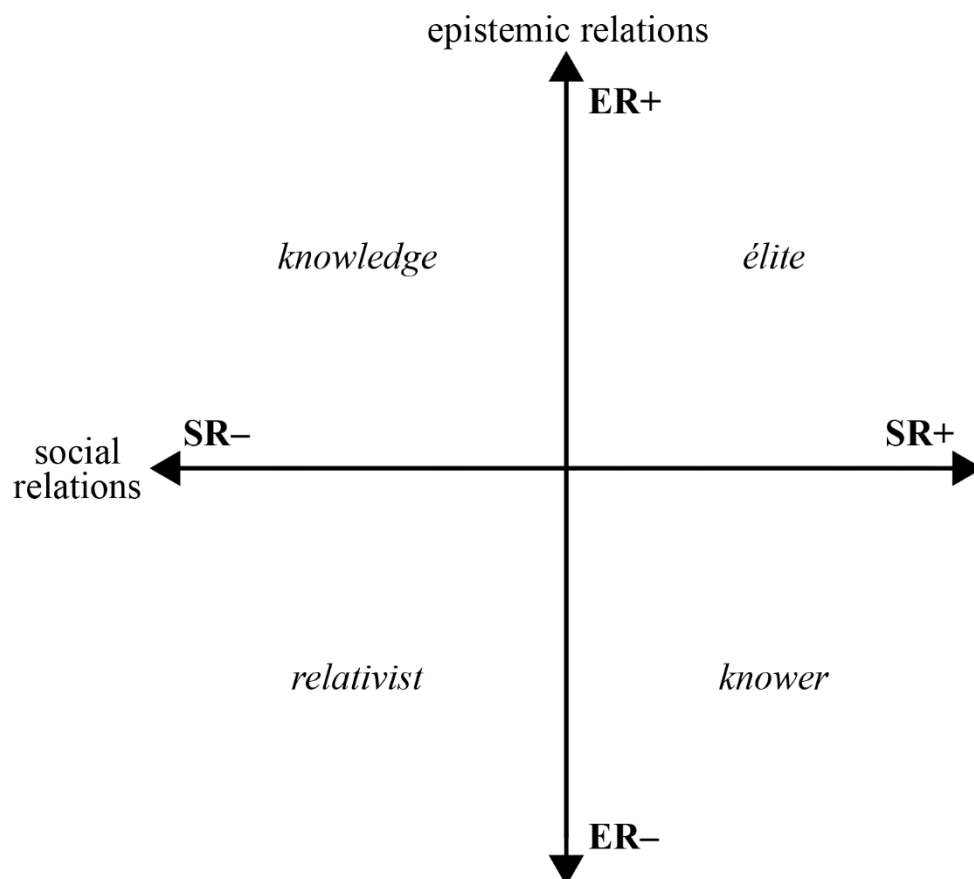 epistemic relations
ER+
knowledge
élite
SR–
SR+
social
relations
relativist
knower
ER–